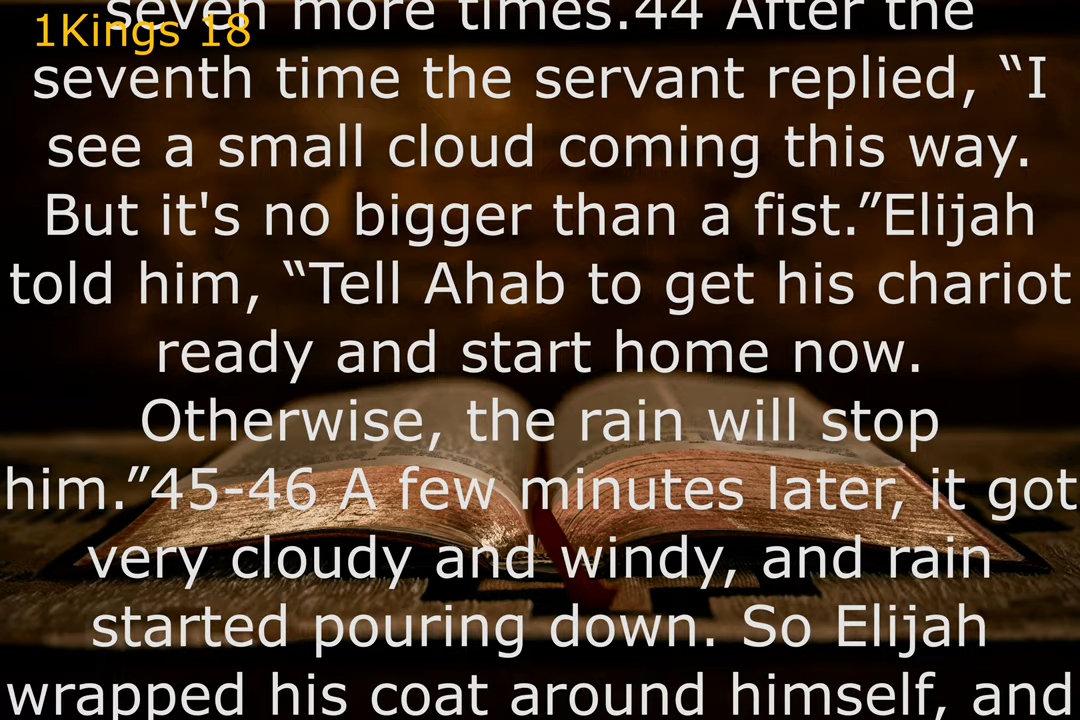 seven more times.44 After the
1Kings 18
seventh time the servant replied, “I
see a small cloud coming this way.
But it's no bigger than a fist.”Elijah
told him, “Tell Ahab to get his chariot
ready and start home now.
Otherwise, the rain will stop
him.”45-46 A few minutes later, it got
very cloudy and windy, and rain
started pouring down. So Elijah
wrapped his coat around himself, and